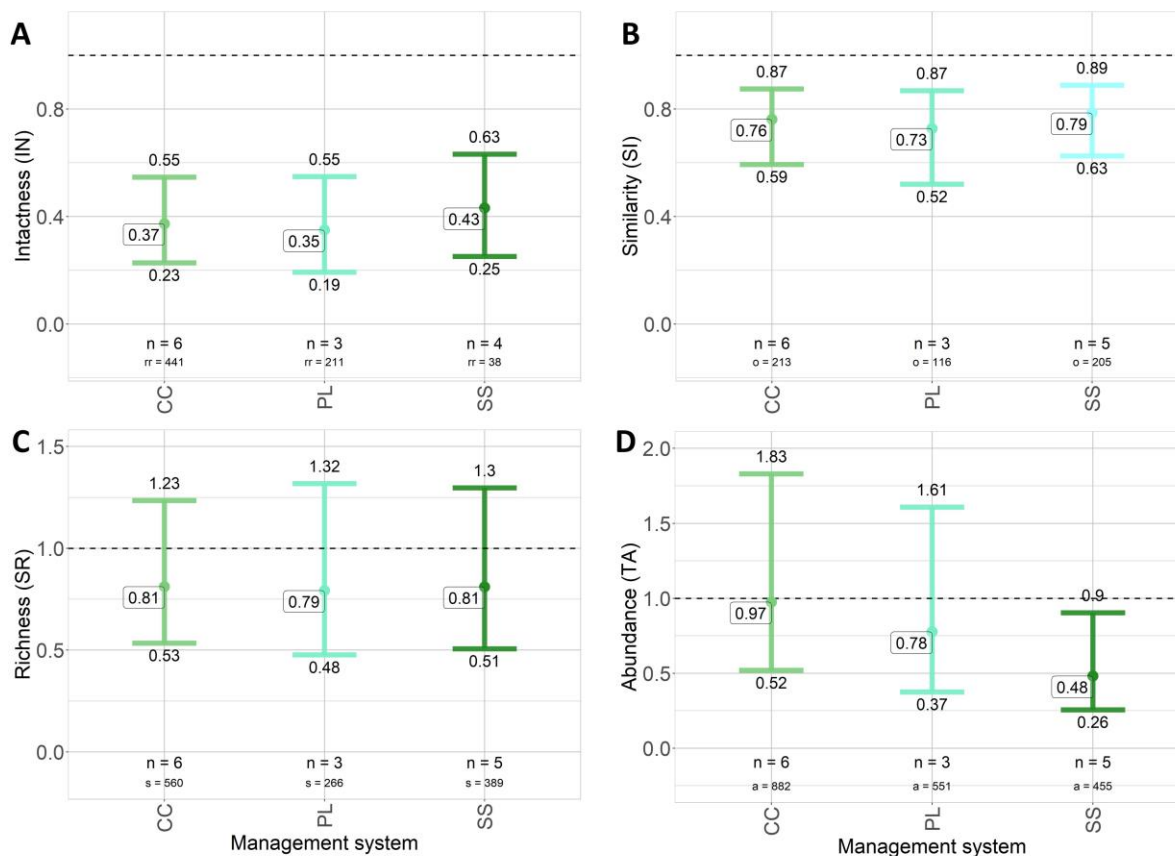 A
Intactness (IN)
0.8
0.4
0.0
0.55
0.37
0.23
0.55
0.35
0.19
0.63
0.43
0.25
n = 6
n = 3
n = 4
rr = 441
rr = 211
rr = 38
CC
PL
SS
B
Similarity (SI)
0.8
0.4
0.0
0.87
0.76
0.59
0.87
0.73
0.52
0.89
0.79
0.63
n = 6
n = 3
n = 5
o = 213
o = 116
o = 205
CC
PL
SS
C
Richness (SR)
1.5
1.0
0.5
0.0
1.23
0.81
0.53
1.32
0.79
0.48
1.3
0.81
0.51
n = 6
n = 3
n = 5
s = 560
s = 266
s = 389
CC
PL
SS
Management system
D
Abundance (TA)
2.0
1.5
1.0
0.5
0.0
1.83
0.97
0.52
1.61
0.78
0.37
0.9
0.48
0.26
n = 6
n = 3
n = 5
a = 882
a = 551
a = 455
CC
PL
SS
Management system